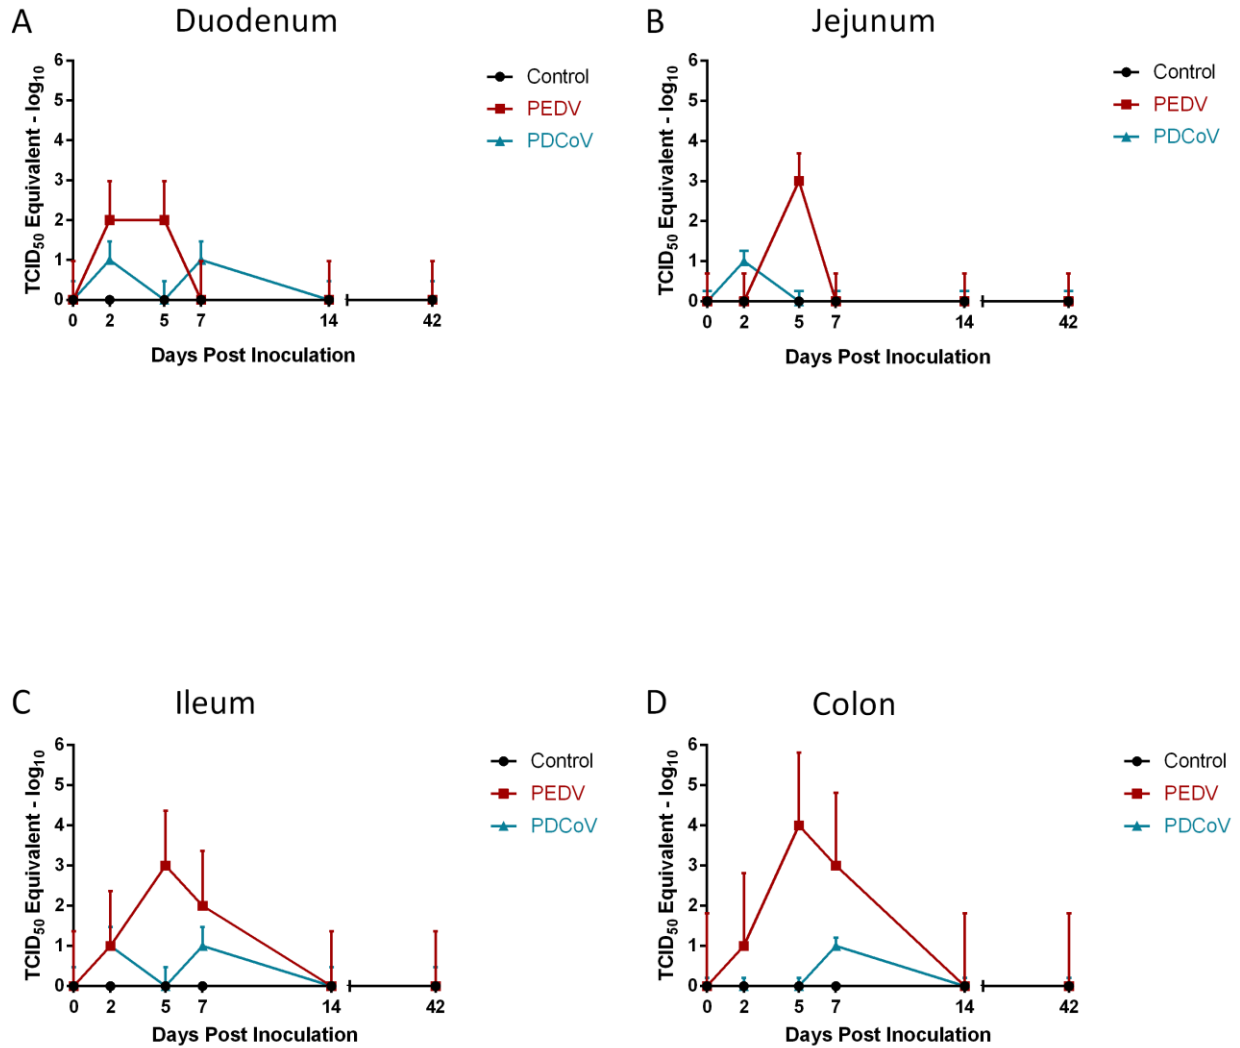 A Duodenum
6
5
4
3
2
1
0
TCID50 Equivalent - log10
Control
PEDV
PDCoV
0 2 5 7 14 42
Days Post Inoculation
B Jejunum
6
5
4
3
2
1
0
TCID50 Equivalent - log10
Control
PEDV
PDCoV
0 2 5 7 14 42
Days Post Inoculation
C Ileum
6
5
4
3
2
1
0
TCID50 Equivalent - log10
Control
PEDV
PDCoV
0 2 5 7 14 42
Days Post Inoculation
D Colon
6
5
4
3
2
1
0
TCID50 Equivalent - log10
Control
PEDV
PDCoV
0 2 5 7 14 42
Days Post Inoculation